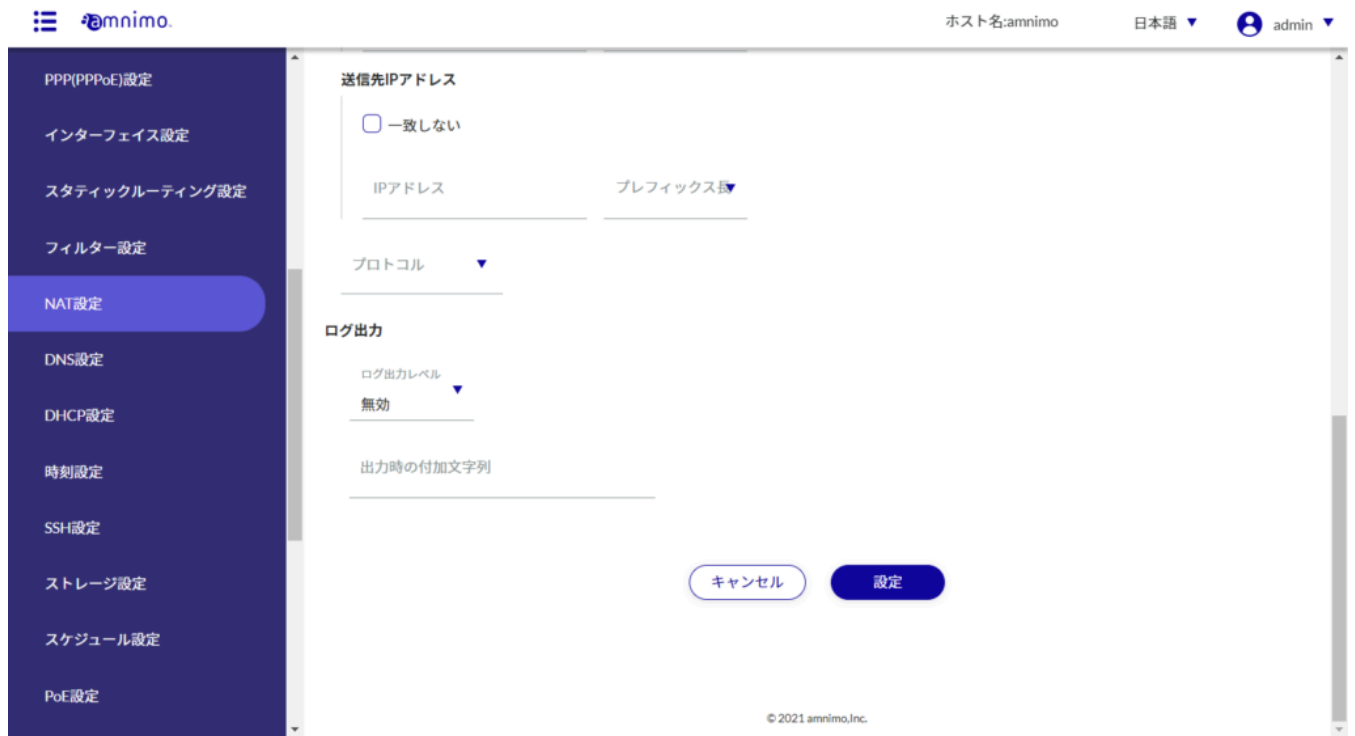 amnimo.
ホスト名:amnimo
日本語 ▼
admin ▼
PPP(PPPoE)設定
インターフェイス設定
スタティックルーティング設定
フィルター設定
NAT設定
DNS設定
DHCP設定
時刻設定
SSH設定
ストレージ設定
スケジュール設定
PoE設定
送信先IPアドレス
一致しない
IPアドレス
プレフィックス長
プロトコル
ログ出力
ログ出力レベル
無効
出力時の付加文字列
キャンセル
設定
© 2021 amnimo,Inc.